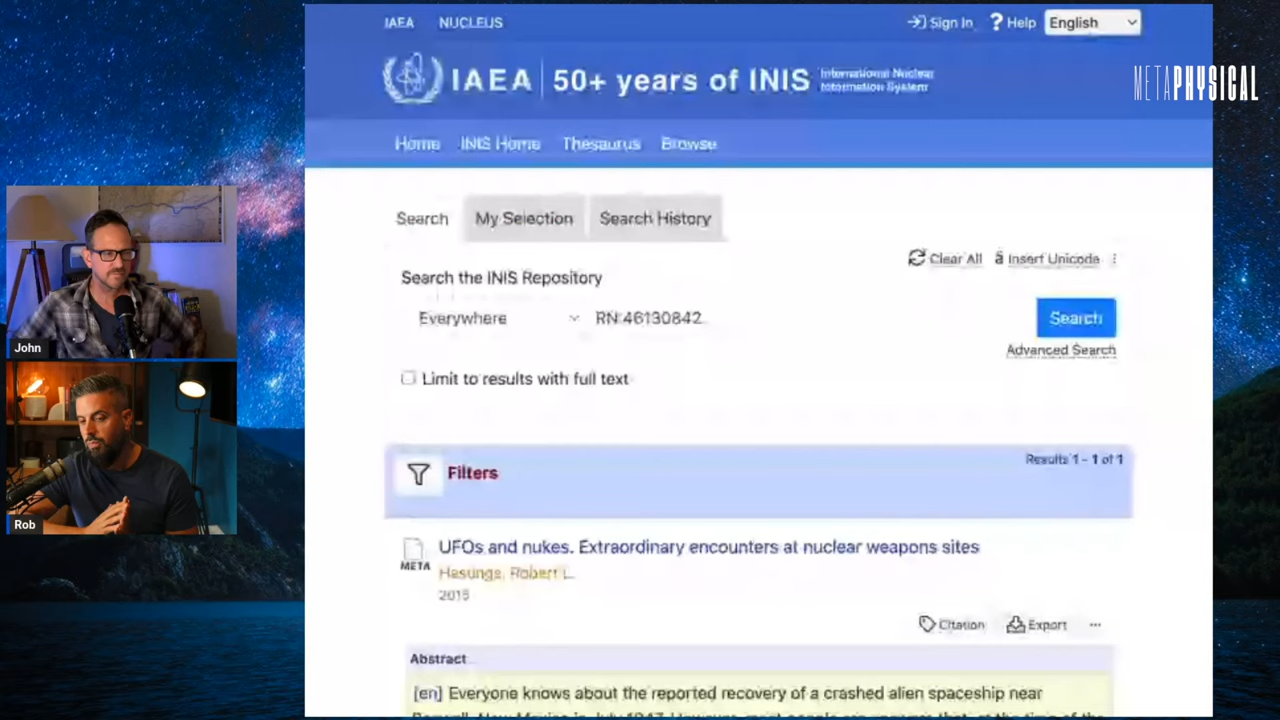 IAEA NUCLEUS Sign In ? Help English
IAEA 50+ years of INIS International Nuclear Information System
METAPHYSICAL
Home INIS Home Thesaurus Browse
Search My Selection Search History
Clear All ä Insert Unicode
Search the INIS Repository
Everywhere RN:46130842 Search
Advanced Search
Limit to results with full text
John
Filters Results 1 - 1 of 1
Rob
UFOs and nukes. Extraordinary encounters at nuclear weapons sites
META
Robert L.
2015
Citation Export ...
Abstract
[en] Everyone knows about the reported recovery of a crashed alien spaceship near